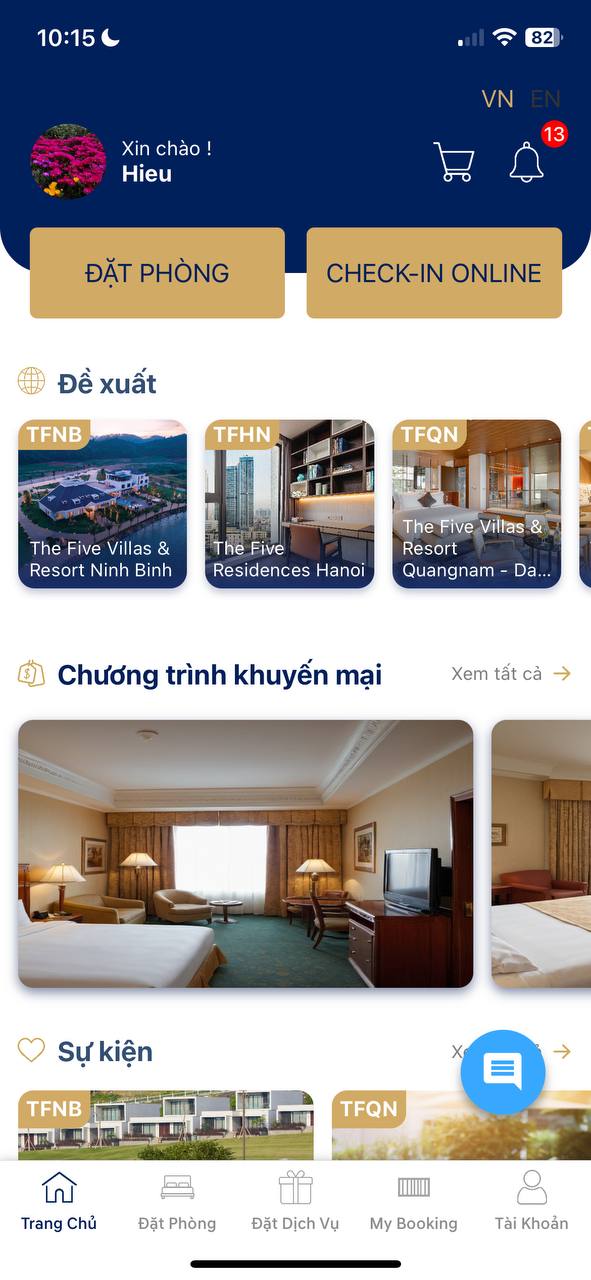 10:15
82
VN EN
13
Xin chào !
Hieu
ĐẶT PHÒNG
CHECK-IN ONLINE
Đề xuất
TFNB
The Five Villas &
Resort Ninh Binh
TFHN
The Five
Residences Hanoi
TFQN
The Five Villas &
Resort
Quangnam - Da...
Chương trình khuyến mại
Xem tất cả
Sự kiện
TFNB
TFQN
Trang Chủ
Đặt Phòng
Đặt Dịch Vụ
My Booking
Tài Khoản